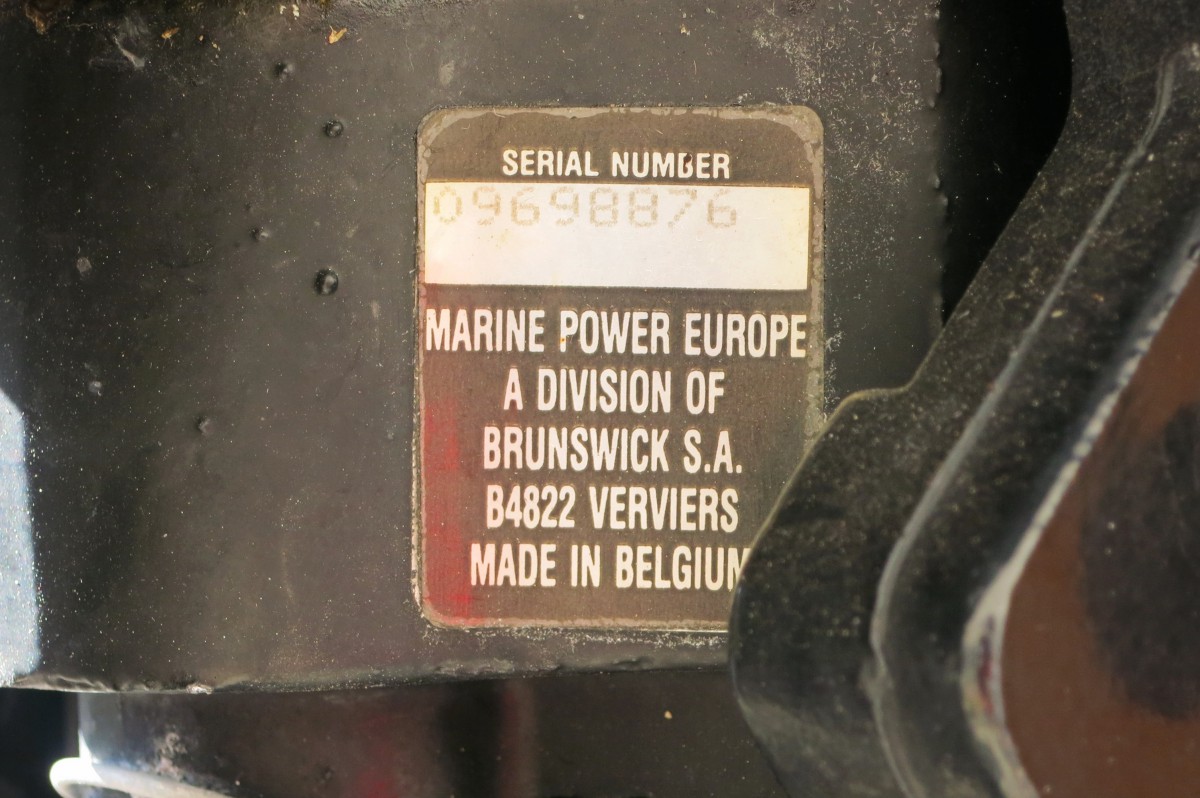 SERIAL NUMBER
09698876
MARINE POWER EUROPE
A DIVISION OF
BRUNSWICK S.A.
B4822 VERVIERS
MADE IN BELGIUM